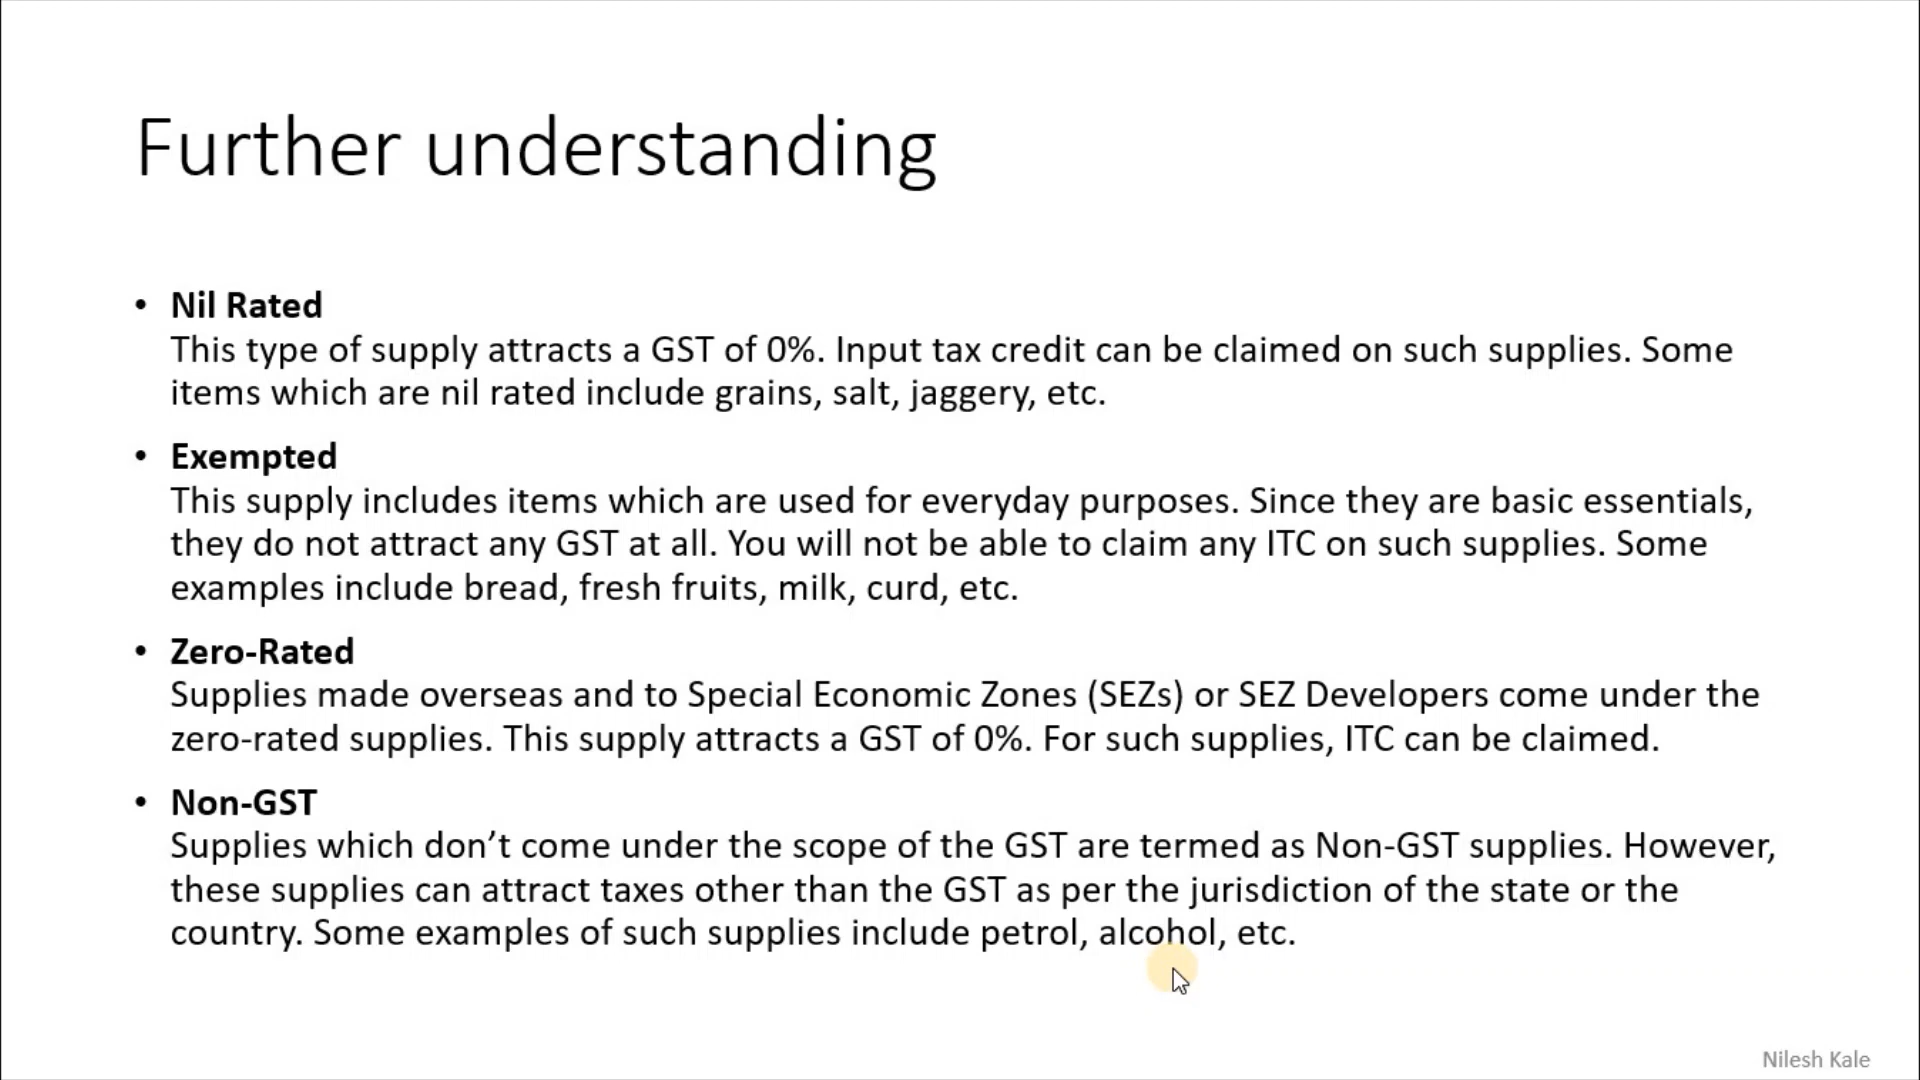 Further understanding
• Nil Rated
This type of supply attracts a GST of 0%. Input tax credit can be claimed on such supplies. Some
items which are nil rated include grains, salt, jaggery, etc.
• Exempted
This supply includes items which are used for everyday purposes. Since they are basic essentials,
they do not attract any GST at all. You will not be able to claim any ITC on such supplies. Some
examples include bread, fresh fruits, milk, curd, etc.
• Zero-Rated
Supplies made overseas and to Special Economic Zones (SEZs) or SEZ Developers come under the
zero-rated supplies. This supply attracts a GST of 0%. For such supplies, ITC can be claimed.
• Non-GST
Supplies which don’t come under the scope of the GST are termed as Non-GST supplies. However,
these supplies can attract taxes other than the GST as per the jurisdiction of the state or the
country. Some examples of such supplies include petrol, alcohol, etc.
Nilesh Kale